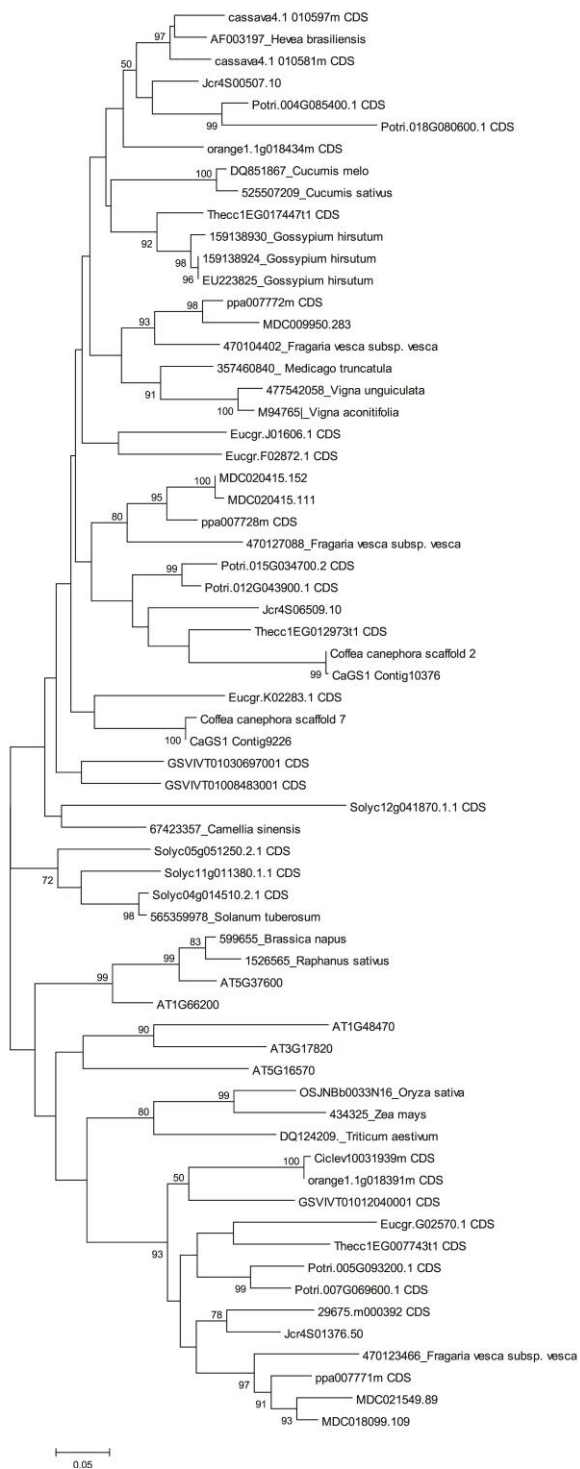 cassava4.1 010597m CDS
97
AF003197_Hevea brasiliensis
50
cassava4.1 010581m CDS
Jcr4S00507.10
Potri.004G085400.1 CDS
99
Potri.018G080600.1 CDS
orange1.1g018434m CDS
100
DQ851867_Cucumis melo
525507209_Cucumis sativus
Thecc1EG017447t1 CDS
92
159138930_Gossypium hirsutum
98
159138924_Gossypium hirsutum
96
EU223825_Gossypium hirsutum
98
ppa007772m CDS
93
MDC009950.283
470104402_Fragaria vesca subsp. vesca
357460840_ Medicago truncatula
91
477542058_Vigna unguiculata
100
M94765|_Vigna aconitifolia
Eucgr.J01606.1 CDS
Eucgr.F02872.1 CDS
100
MDC020415.152
95
MDC020415.111
80
ppa007728m CDS
470127088_Fragaria vesca subsp. vesca
99
Potri.015G034700.2 CDS
Potri.012G043900.1 CDS
Jcr4S06509.10
Thecc1EG012973t1 CDS
Coffea canephora scaffold 2
99
CaGS1 Contig10376
Eucgr.K02283.1 CDS
Coffea canephora scaffold 7
100
CaGS1 Contig9226
GSVIVT01030697001 CDS
GSVIVT01008483001 CDS
Solyc12g041870.1.1 CDS
67423357_Camellia sinensis
Solyc05g051250.2.1 CDS
72
Solyc11g011380.1.1 CDS
Solyc04g014510.2.1 CDS
98
565359978_Solanum tuberosum
83
599655_Brassica napus
99
1526565_Raphanus sativus
99
AT5G37600
AT1G66200
90
AT1G48470
AT3G17820
AT5G16570
99
OSJNBb0033N16_Oryza sativa
80
434325_Zea mays
DQ124209._Triticum aestivum
100
Ciclev10031939m CDS
50
orange1.1g018391m CDS
GSVIVT01012040001 CDS
93
Eucgr.G02570.1 CDS
Thecc1EG007743t1 CDS
Potri.005G093200.1 CDS
99
Potri.007G069600.1 CDS
78
29675.m000392 CDS
Jcr4S01376.50
470123466_Fragaria vesca subsp. vesca
97
ppa007771m CDS
91
MDC021549.89
93
MDC018099.109
0.05